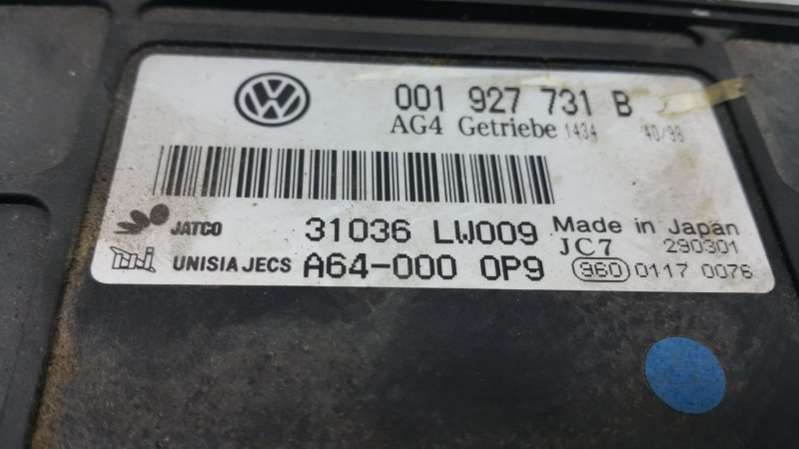 001 927 731 B
AG4 Getriebe 1434 40/99
JATCO 31036 LW009 Made in Japan
JC7 290301
UNISIA JECS A64-000 0P9 960 0117 0076